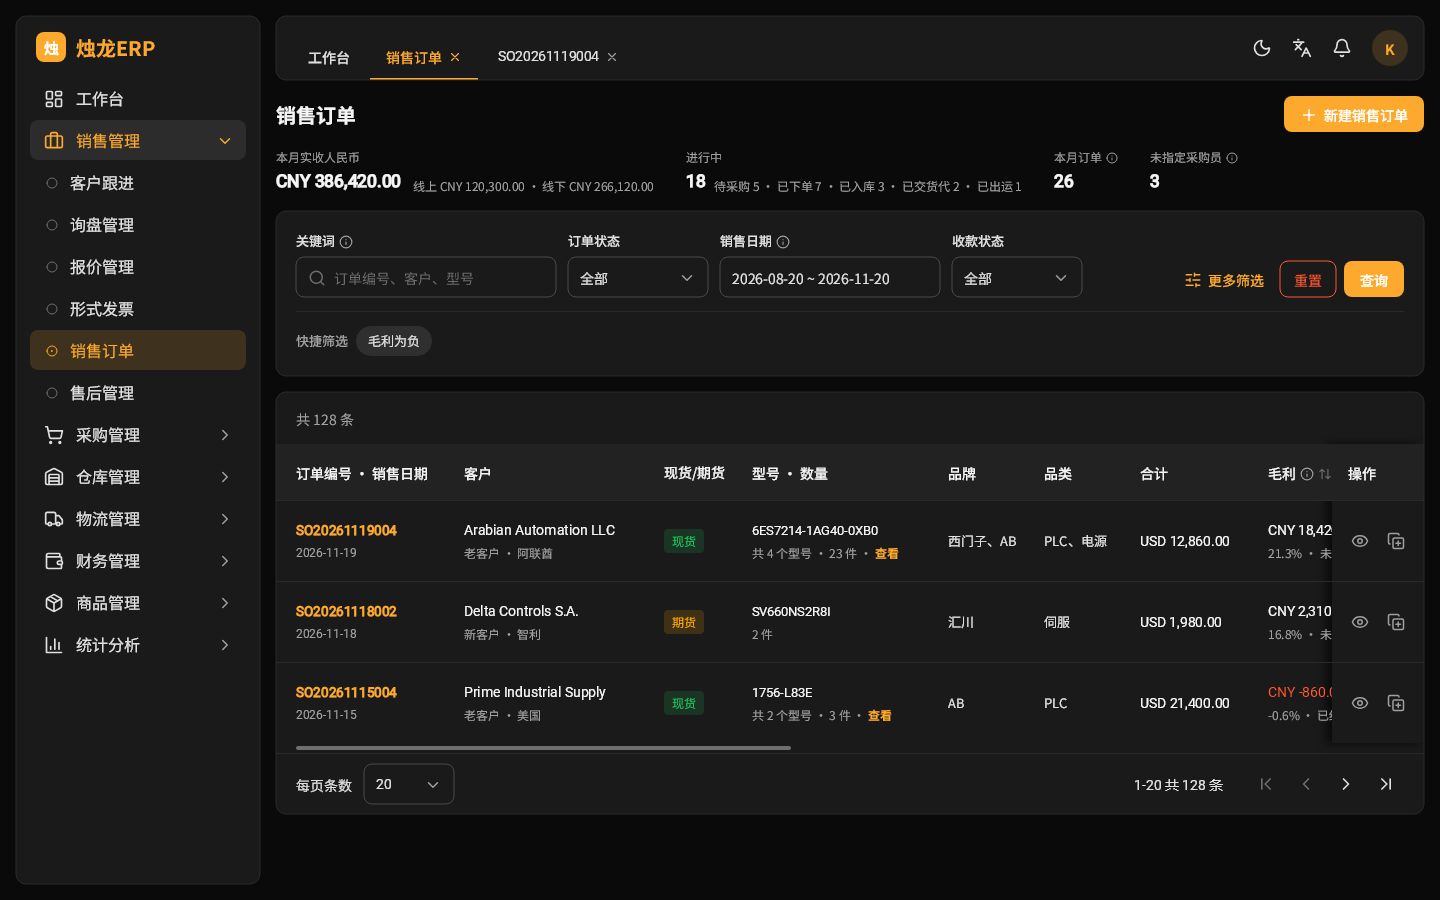 烛 烛龙ERP
工作台
销售管理
客户跟进
询盘管理
报价管理
形式发票
销售订单
售后管理
采购管理
仓库管理
物流管理
财务管理
商品管理
统计分析
工作台 销售订单 SO20261119004 K
销售订单 新建销售订单
本月实收人民币 进行中 本月订单 未指定采购员
CNY 386,420.00 线上 CNY 120,300.00 • 线下 CNY 266,120.00 18 待采购 5 • 已下单 7 • 已入库 3 • 已交货代 2 • 已出运 1 26 3
关键词 订单状态 销售日期 收款状态
订单编号、客户、型号 全部 2026-08-20 ~ 2026-11-20 全部 更多筛选 重置 查询
快捷筛选 毛利为负
共 128 条
订单编号 • 销售日期 客户 现货/期货 型号 • 数量 品牌 品类 合计 毛利 操作
SO20261119004 Arabian Automation LLC 现货 6ES7214-1AG40-0XB0 西门子、AB PLC、电源 USD 12,860.00 CNY 18,42
2026-11-19 老客户 • 阿联酋 共 4 个型号 • 23 件 • 查看 21.3% • 未
SO20261118002 Delta Controls S.A. 期货 SV660NS2R8I 汇川 伺服 USD 1,980.00 CNY 2,310
2026-11-18 新客户 • 智利 2 件 16.8% • 未
SO20261115004 Prime Industrial Supply 现货 1756-L83E AB PLC USD 21,400.00 CNY -860.0
2026-11-15 老客户 • 美国 共 2 个型号 • 3 件 • 查看 -0.6% • 已
每页条数 20 1-20 共 128 条